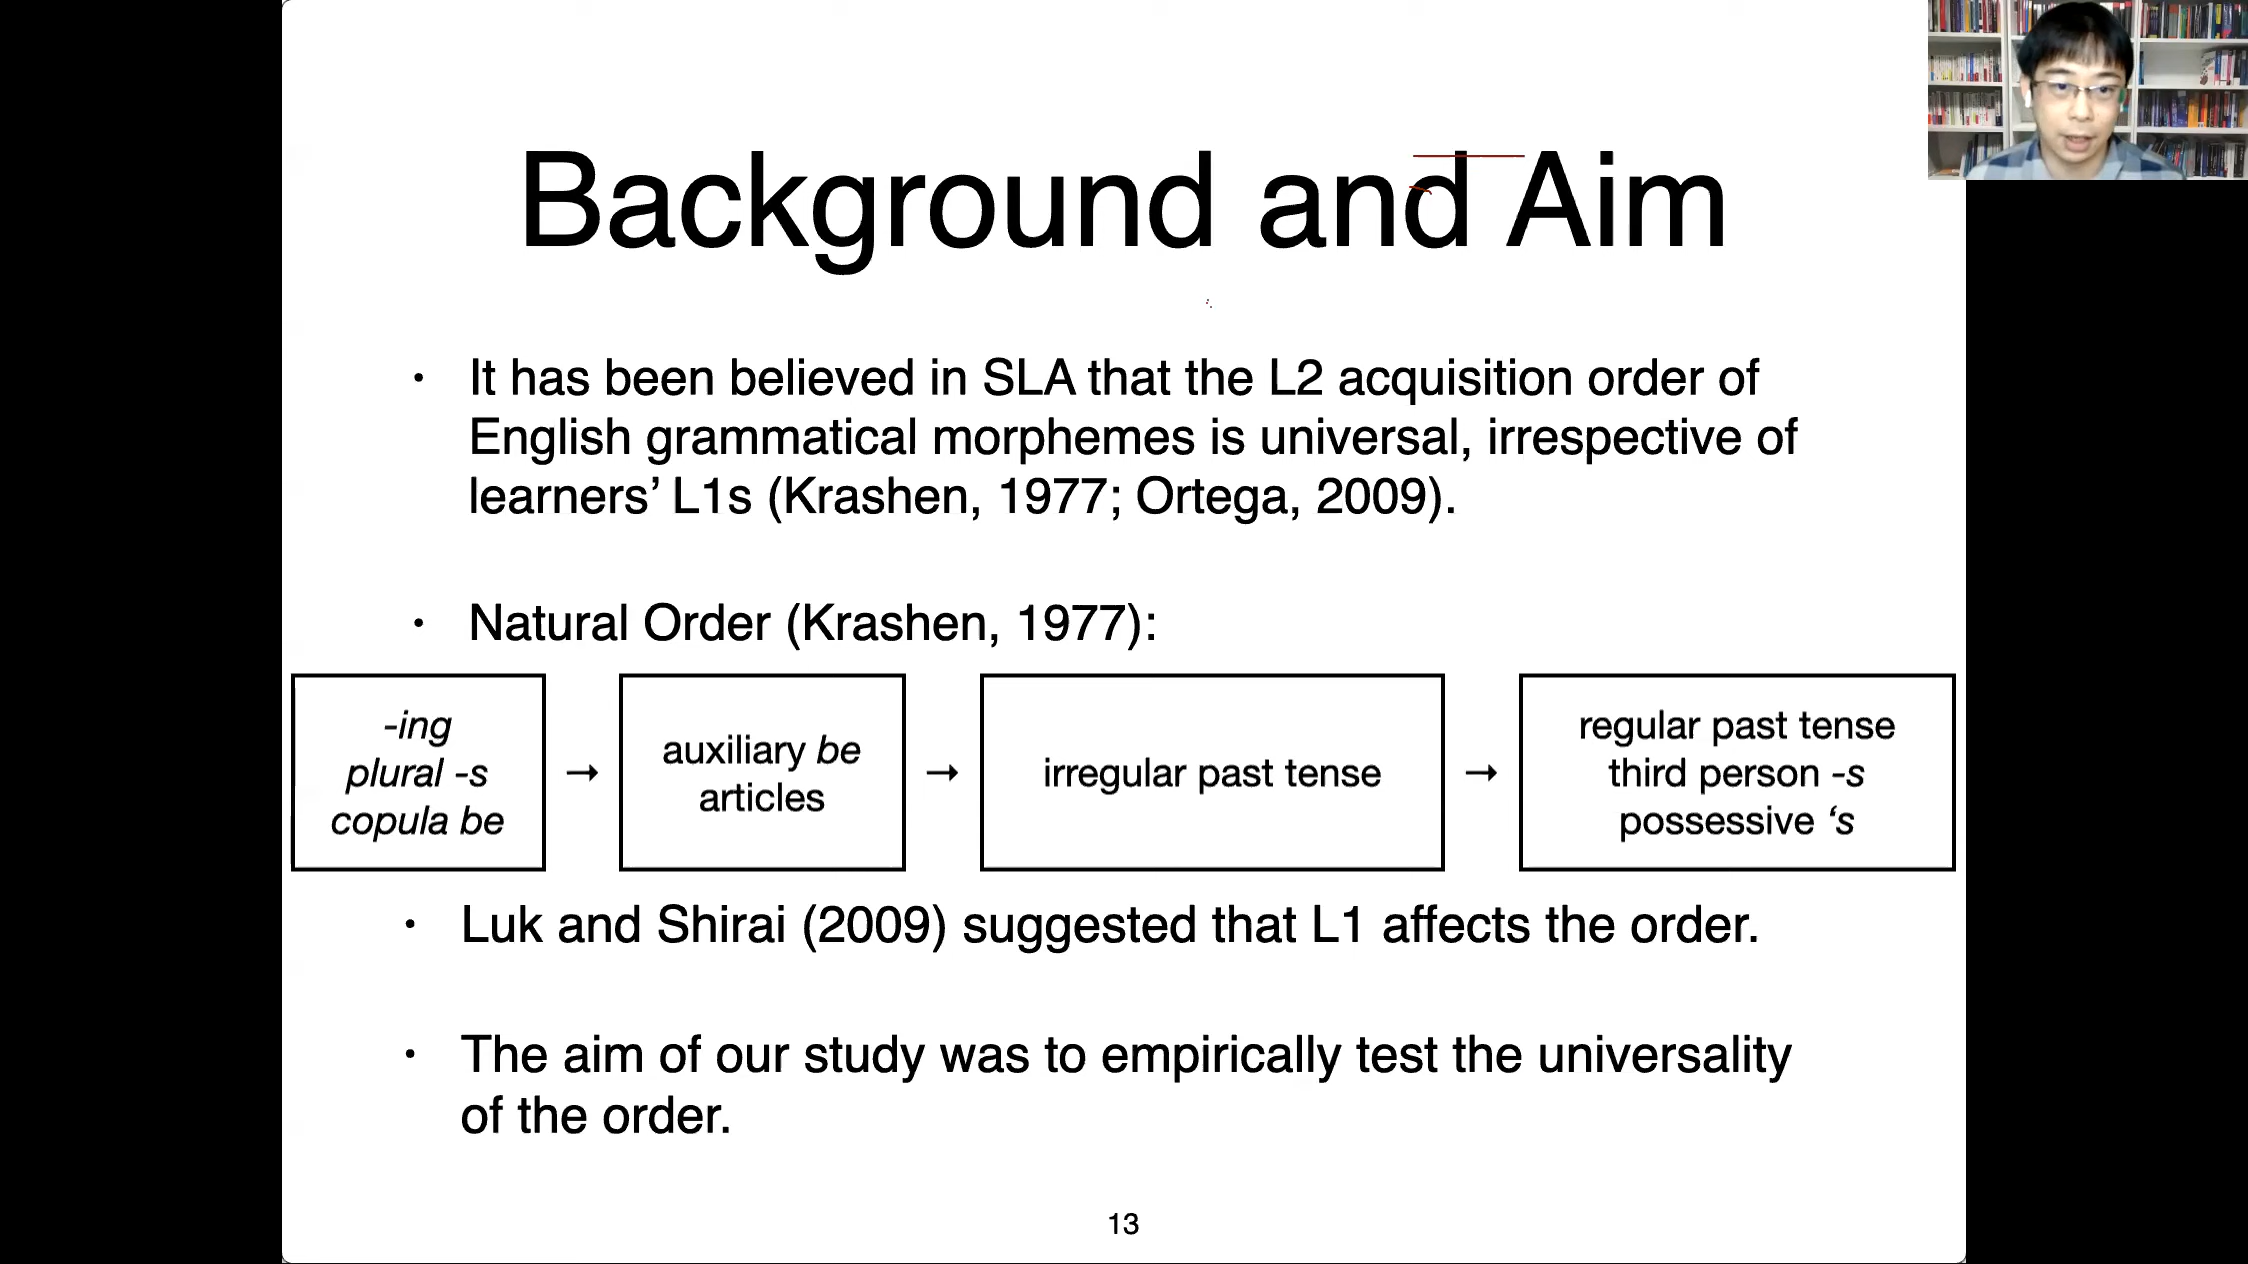 Background and Aim
• It has been believed in SLA that the L2 acquisition order of
English grammatical morphemes is universal, irrespective of
learners’ L1s (Krashen, 1977; Ortega, 2009).
• Natural Order (Krashen, 1977):
-ing
plural -s
copula be
→
auxiliary be
articles
→
irregular past tense
→
regular past tense
third person -s
possessive ‘s
• Luk and Shirai (2009) suggested that L1 affects the order.
• The aim of our study was to empirically test the universality
of the order.
13